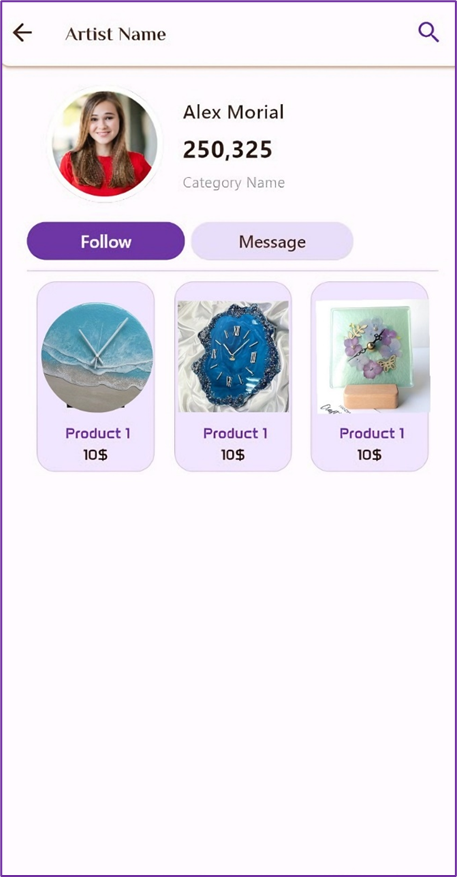 Artist Name
Alex Morial
250,325
Category Name
Follow
Message
Product 1
10$
Product 1
10$
Product 1
10$